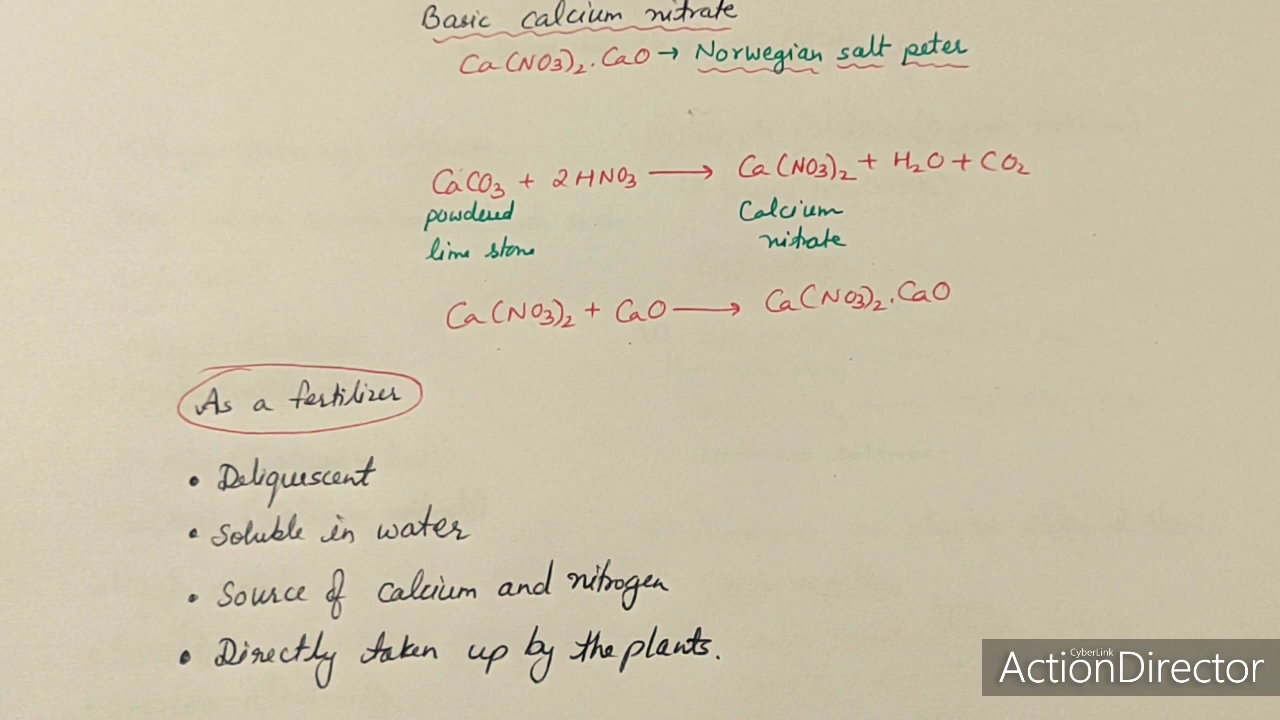 Basic calcium nitrate
Ca(NO3)2.CaO → Norwegian salt peter
CaCO3 + 2HNO3 ⟶ Ca(NO3)2 + H2O + CO2
powdered Calcium
lime stone nitrate
Ca(NO3)2 + CaO ⟶ Ca(NO3)2.CaO
As a fertilizer
• Deliquescent
• Soluble in water
• Source of calcium and nitrogen
• Directly taken up by the plants.
CyberLink
ActionDirector